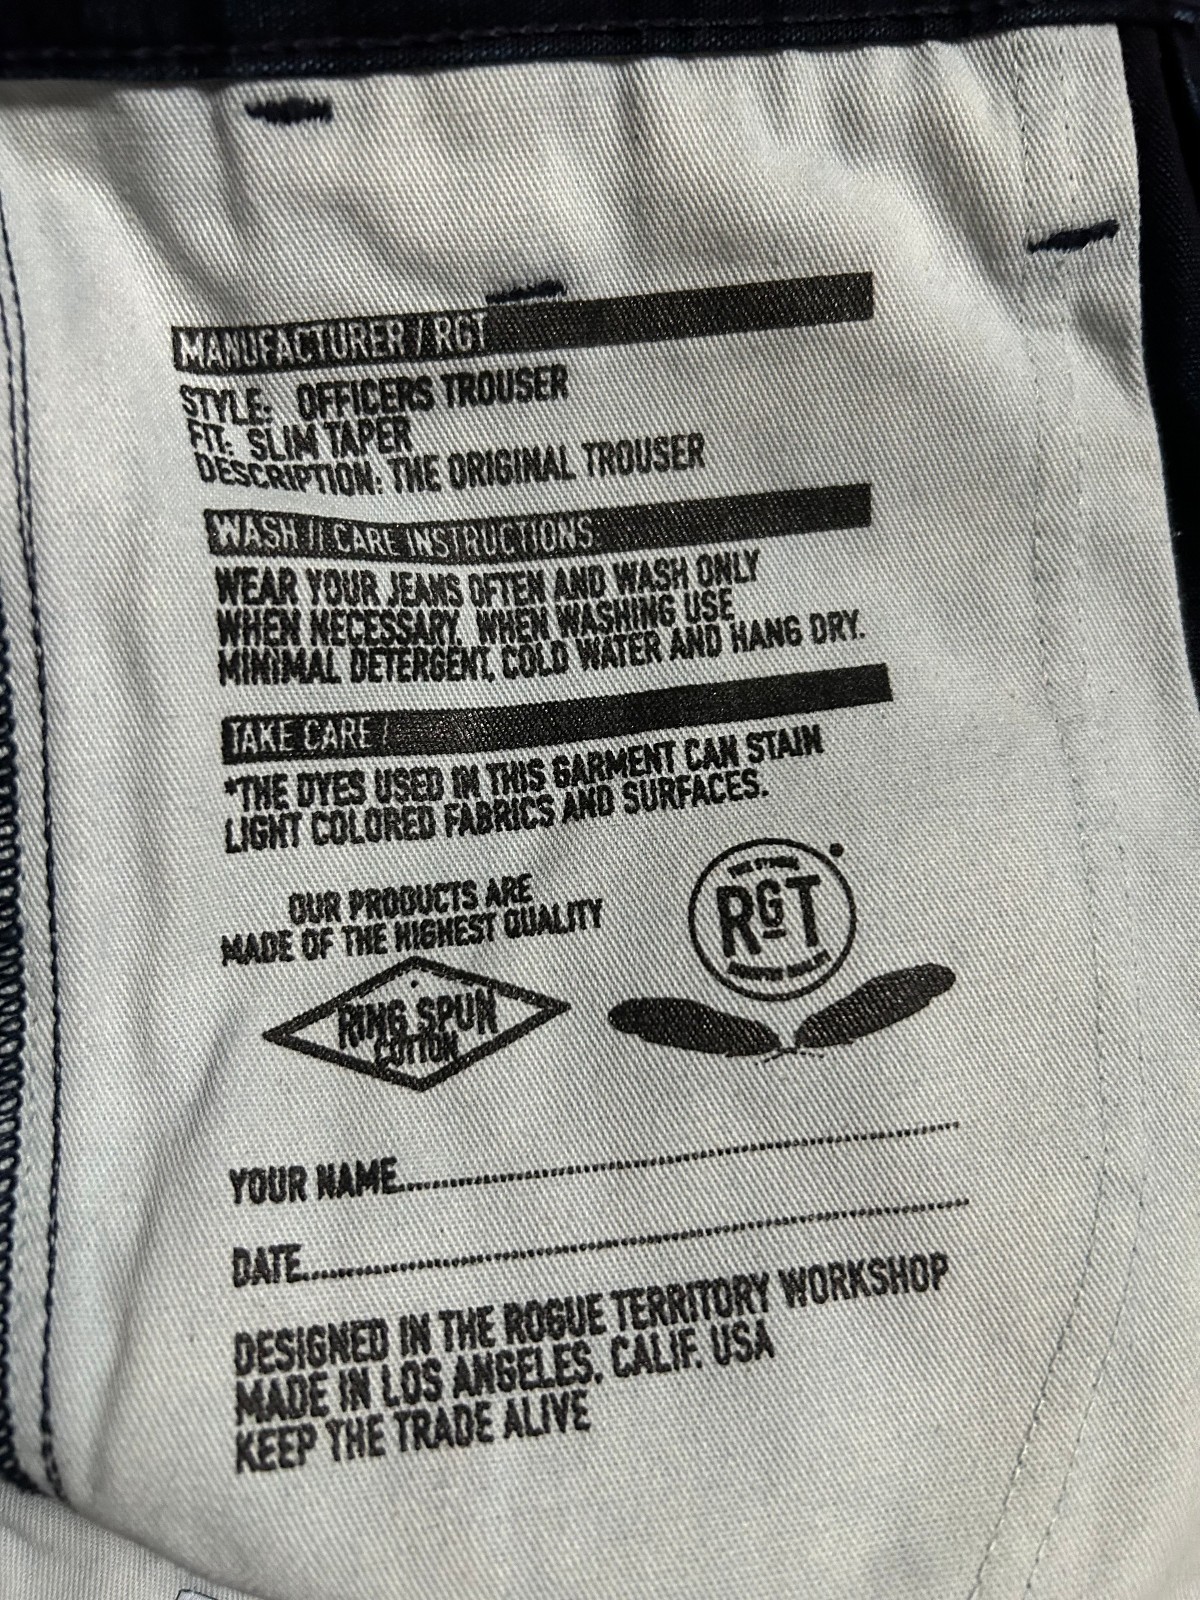 MANUFACTURER / RGT
STYLE: OFFICERS TROUSER
FIT: SLIM TAPER
DESCRIPTION: THE ORIGINAL TROUSER
WASH // CARE INSTRUCTIONS
WEAR YOUR JEANS OFTEN AND WASH ONLY
WHEN NECESSARY. WHEN WASHING USE
MINIMAL DETERGENT, COLD WATER AND HANG DRY.
TAKE CARE /
*THE DYES USED IN THIS GARMENT CAN STAIN
LIGHT COLORED FABRICS AND SURFACES.
OUR PRODUCTS ARE
MADE OF THE HIGHEST QUALITY
RING SPUN
COTTON
RGT
YOUR NAME
DATE
DESIGNED IN THE ROGUE TERRITORY WORKSHOP
MADE IN LOS ANGELES, CALIF. USA
KEEP THE TRADE ALIVE